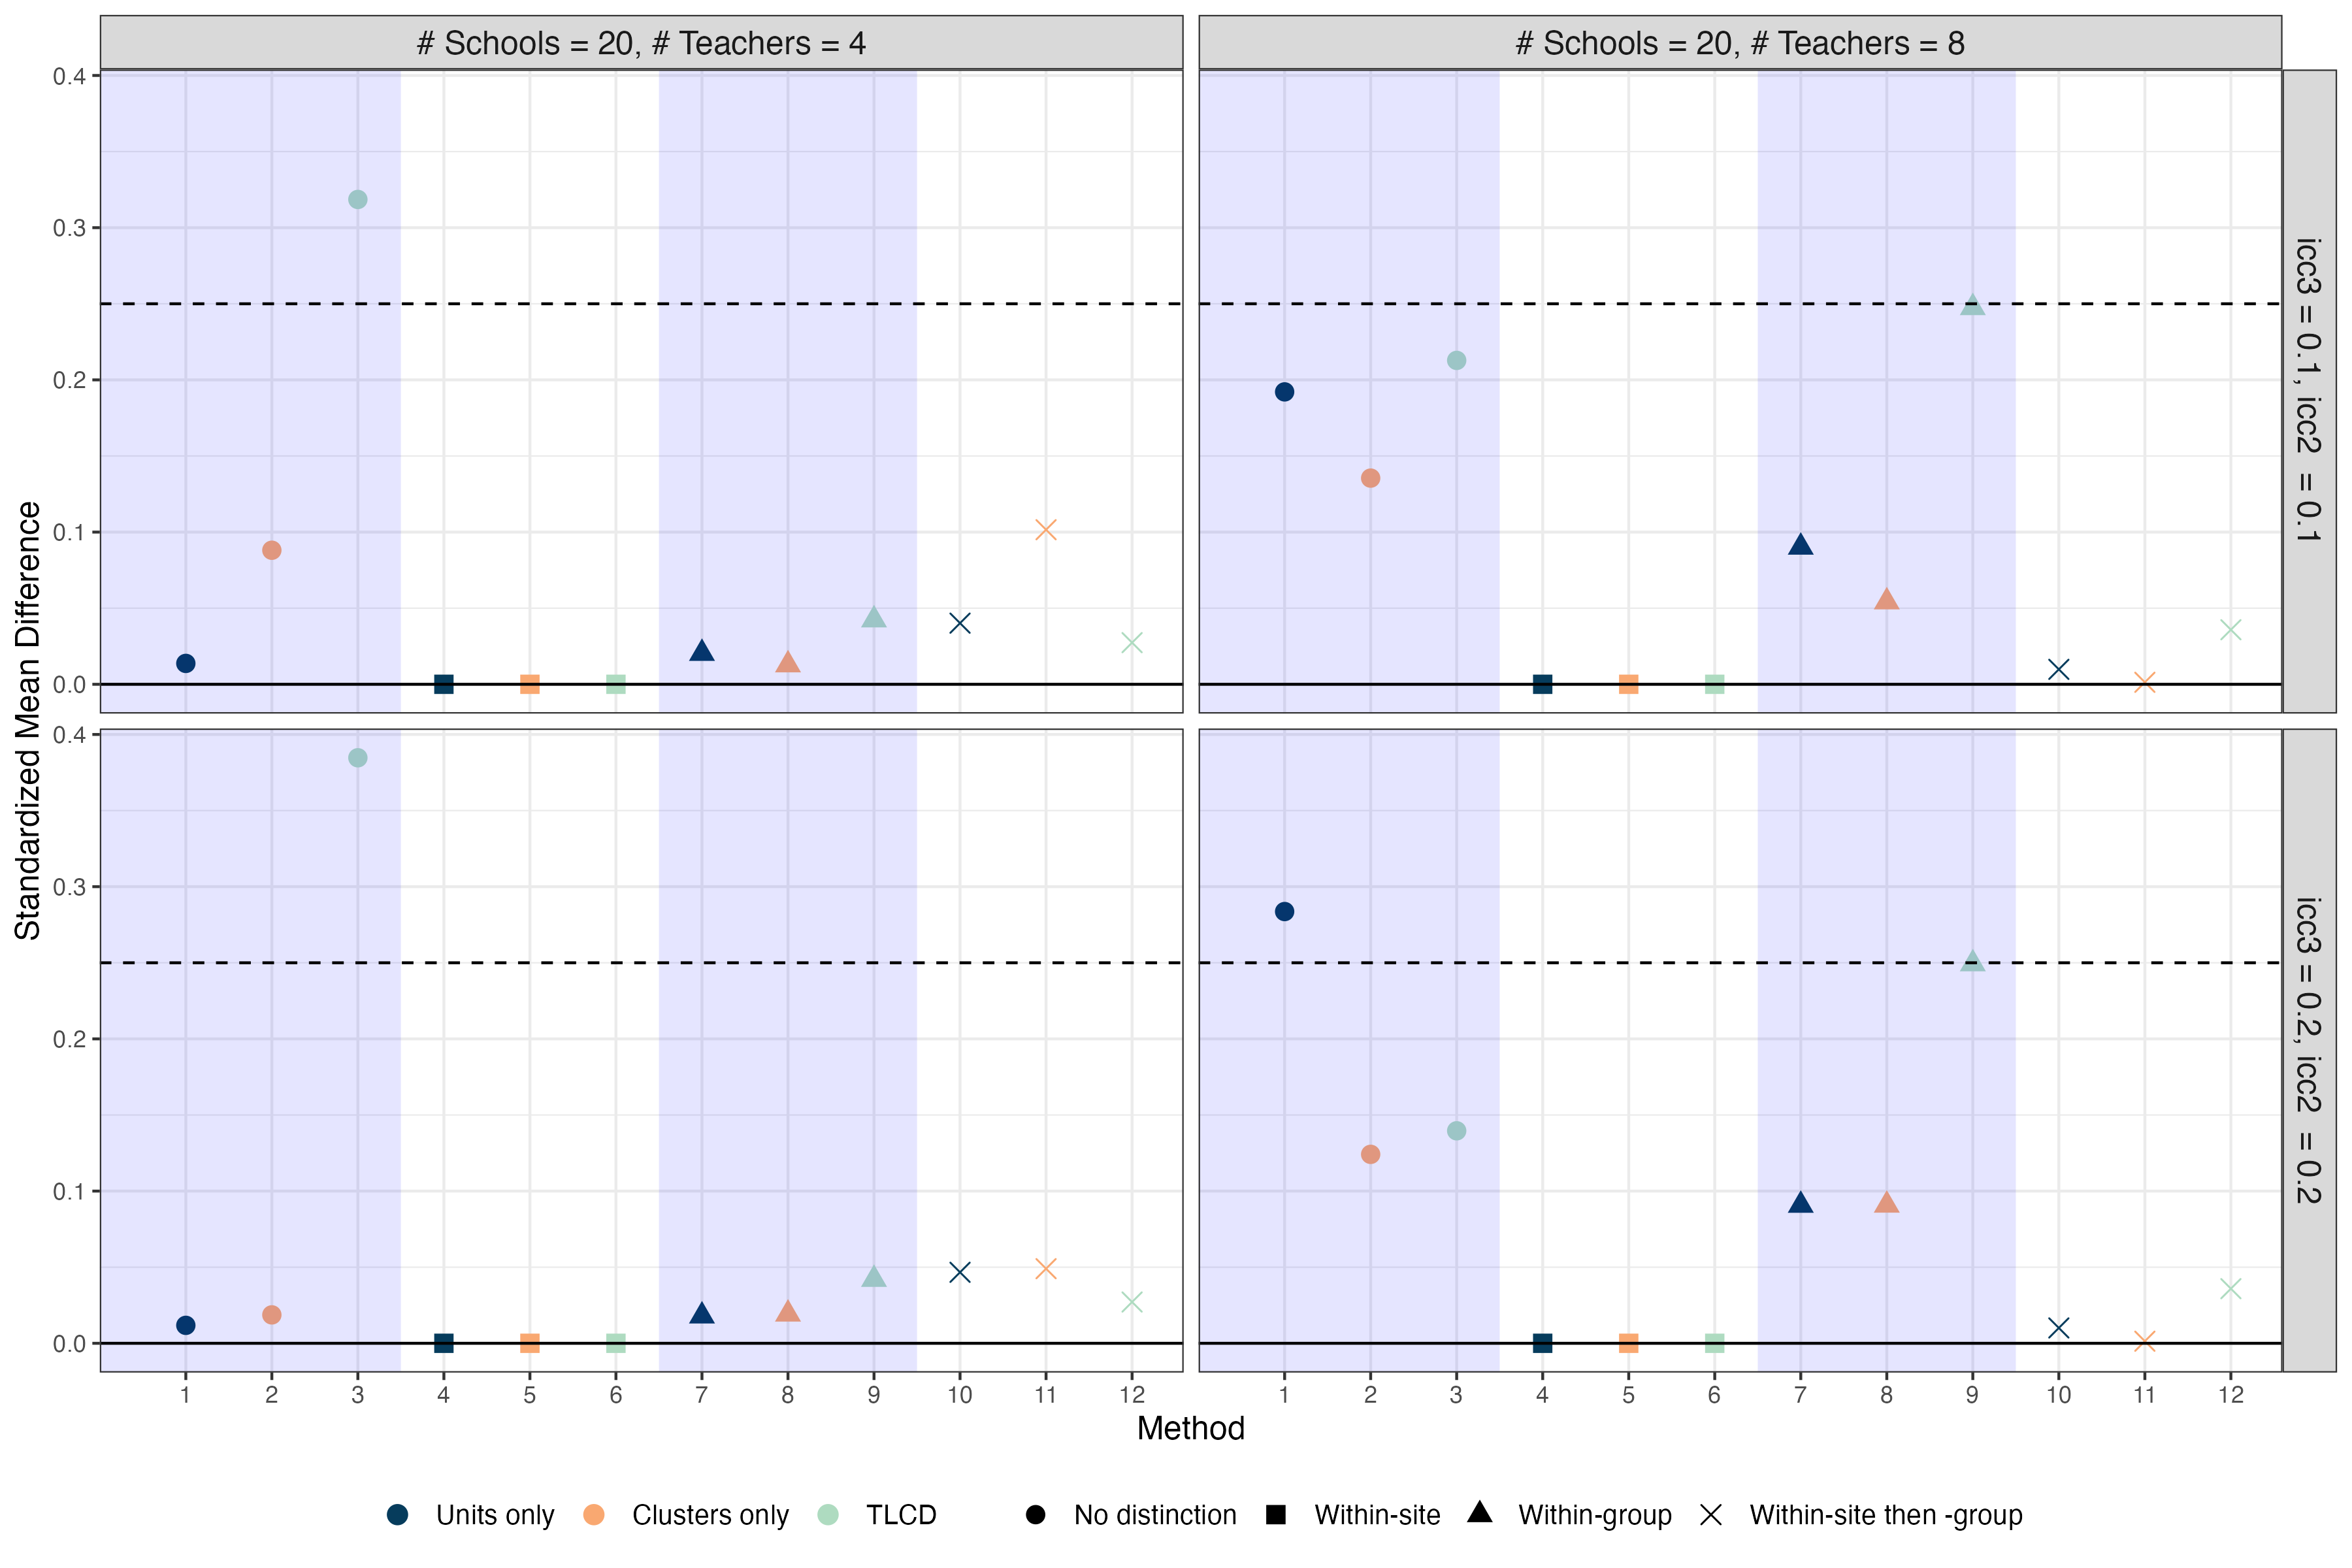 # Schools = 20, # Teachers = 4
# Schools = 20, # Teachers = 8
Standardized Mean Difference
0.4
0.3
0.2
0.1
0.0
icc3 = 0.1, icc2 = 0.1
0.4
0.3
0.2
0.1
0.0
icc3 = 0.2, icc2 = 0.2
1 2 3 4 5 6 7 8 9 10 11 12
1 2 3 4 5 6 7 8 9 10 11 12
Method
Units only Clusters only TLCD No distinction Within-site Within-group Within-site then -group